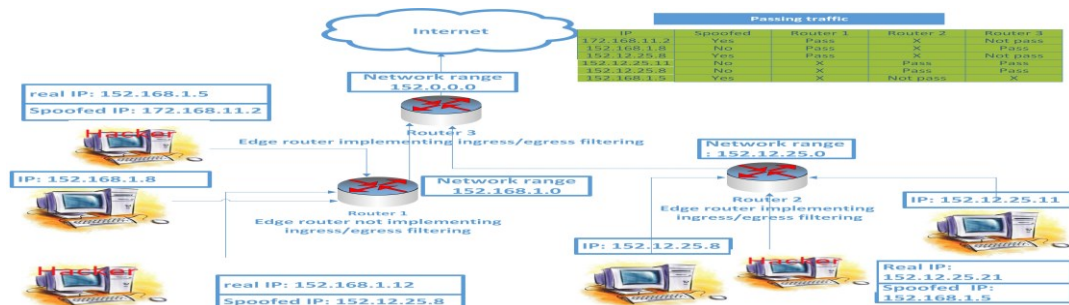 Internet
Passing traffic
IP Spoofed Router 1 Router 2 Router 3
172.168.11.2 Yes Pass X Not pass
152.168.1.8 No Pass X Pass
152.12.25.8 Yes Pass X Not pass
152.12.25.11 No X Pass Pass
152.12.25.8 No X Pass Pass
152.168.1.5 Yes X Not pass X
Network range
152.0.0.0
real IP: 152.168.1.5
Spoofed IP: 172.168.11.2
Hacker
Router 3
Edge router implementing ingress/egress filtering
Network range
: 152.12.25.0
IP: 152.168.1.8
Network range
152.168.1.0
Router 1
Edge router not implementing
ingress/egress filtering
Router 2
Edge router implementing
ingress/egress filtering
IP: 152.12.25.11
IP: 152.12.25.8
Hacker
Hacker
real IP: 152.168.1.12
Spoofed IP: 152.12.25.8
Real IP:
152.12.25.21
Spoofed IP:
152.168.1.5